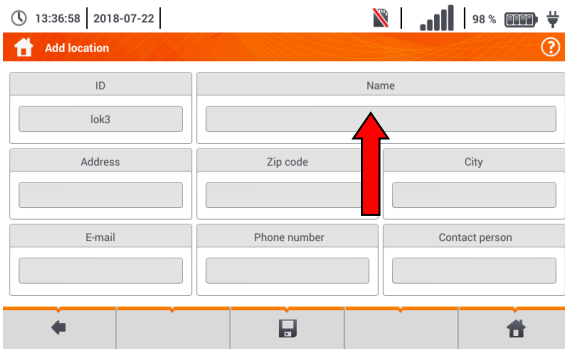 13:36:58 2018-07-22 98 %
Add location ?
ID Name
lok3
Address Zip code City
E-mail Phone number Contact person